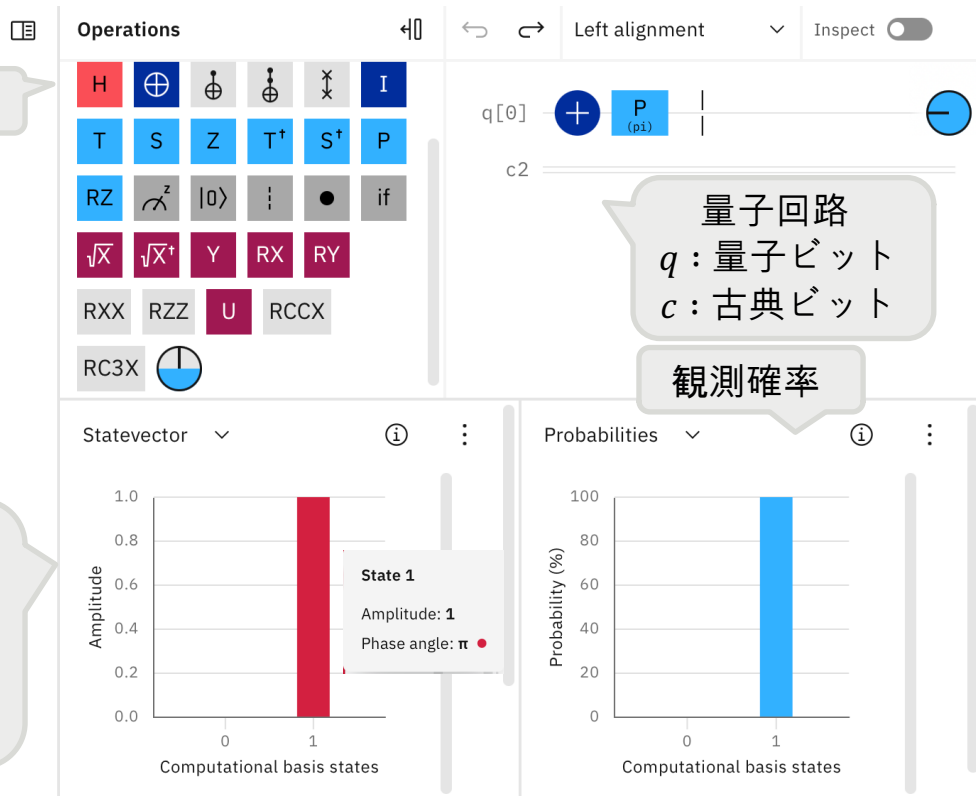 Operations
Left alignment
Inspect
H I
T S Z T† S† P
RZ z |0⟩ if
√X √X† Y RX RY
RXX RZZ U RCCX
RC3X
q[0]
P
(pi)
c2
量子回路
q：量子ビット
c：古典ビット
観測確率
Statevector
1.0
0.8
0.6
0.4
0.2
0.0
Amplitude
State 1
Amplitude: 1
Phase angle: π
0 1
Computational basis states
Probabilities
100
80
60
40
20
0
Probability (%)
0 1
Computational basis states